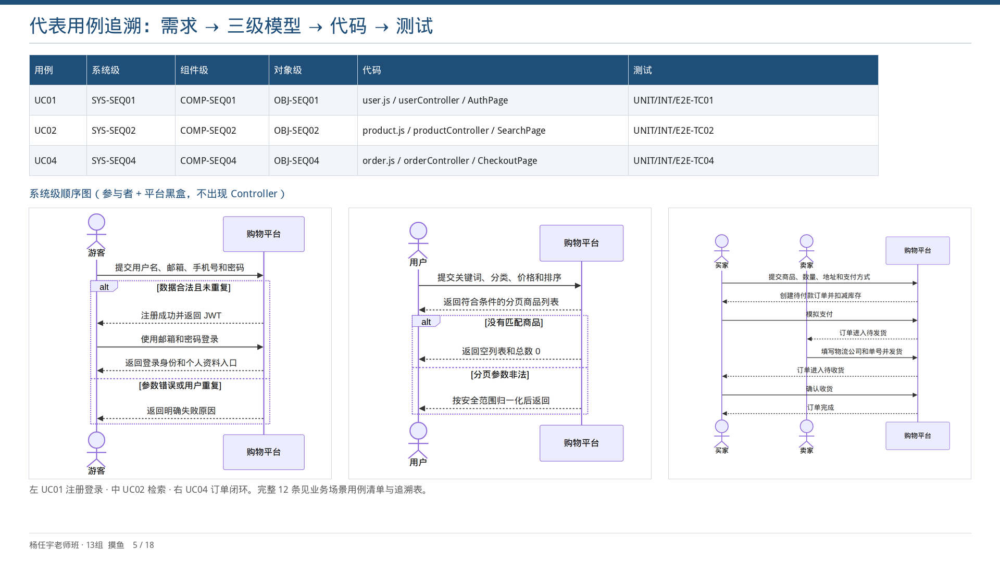 代表用例追溯：需求 → 三级模型 → 代码 → 测试
用例 系统级 组件级 对象级 代码 测试
UC01 SYS-SEQ01 COMP-SEQ01 OBJ-SEQ01 user.js / userController / AuthPage UNIT/INT/E2E-TC01
UC02 SYS-SEQ02 COMP-SEQ02 OBJ-SEQ02 product.js / productController / SearchPage UNIT/INT/E2E-TC02
UC04 SYS-SEQ04 COMP-SEQ04 OBJ-SEQ04 order.js / orderController / CheckoutPage UNIT/INT/E2E-TC04
系统级顺序图（参与者 + 平台黑盒，不出现 Controller）
游客
购物平台
提交用户名、邮箱、手机号和密码
alt
[数据合法且未重复]
注册成功并返回 JWT
使用邮箱和密码登录
返回登录身份和个人资料入口
[参数错误或用户重复]
返回明确失败原因
游客
购物平台
用户
购物平台
提交关键词、分类、价格和排序
返回符合条件的分页商品列表
alt
[没有匹配商品]
返回空列表和总数 0
[分页参数非法]
按安全范围归一化后返回
用户
购物平台
买家
卖家
购物平台
提交商品、数量、地址和支付方式
创建待付款订单并扣减库存
模拟支付
订单进入待发货
填写物流公司和单号并发货
订单进入待收货
确认收货
订单完成
买家
卖家
购物平台
左 UC01 注册登录 · 中 UC02 检索 · 右 UC04 订单闭环。完整 12 条见业务场景用例清单与追溯表。
杨任宇老师班 · 13组 摸鱼 5 / 18